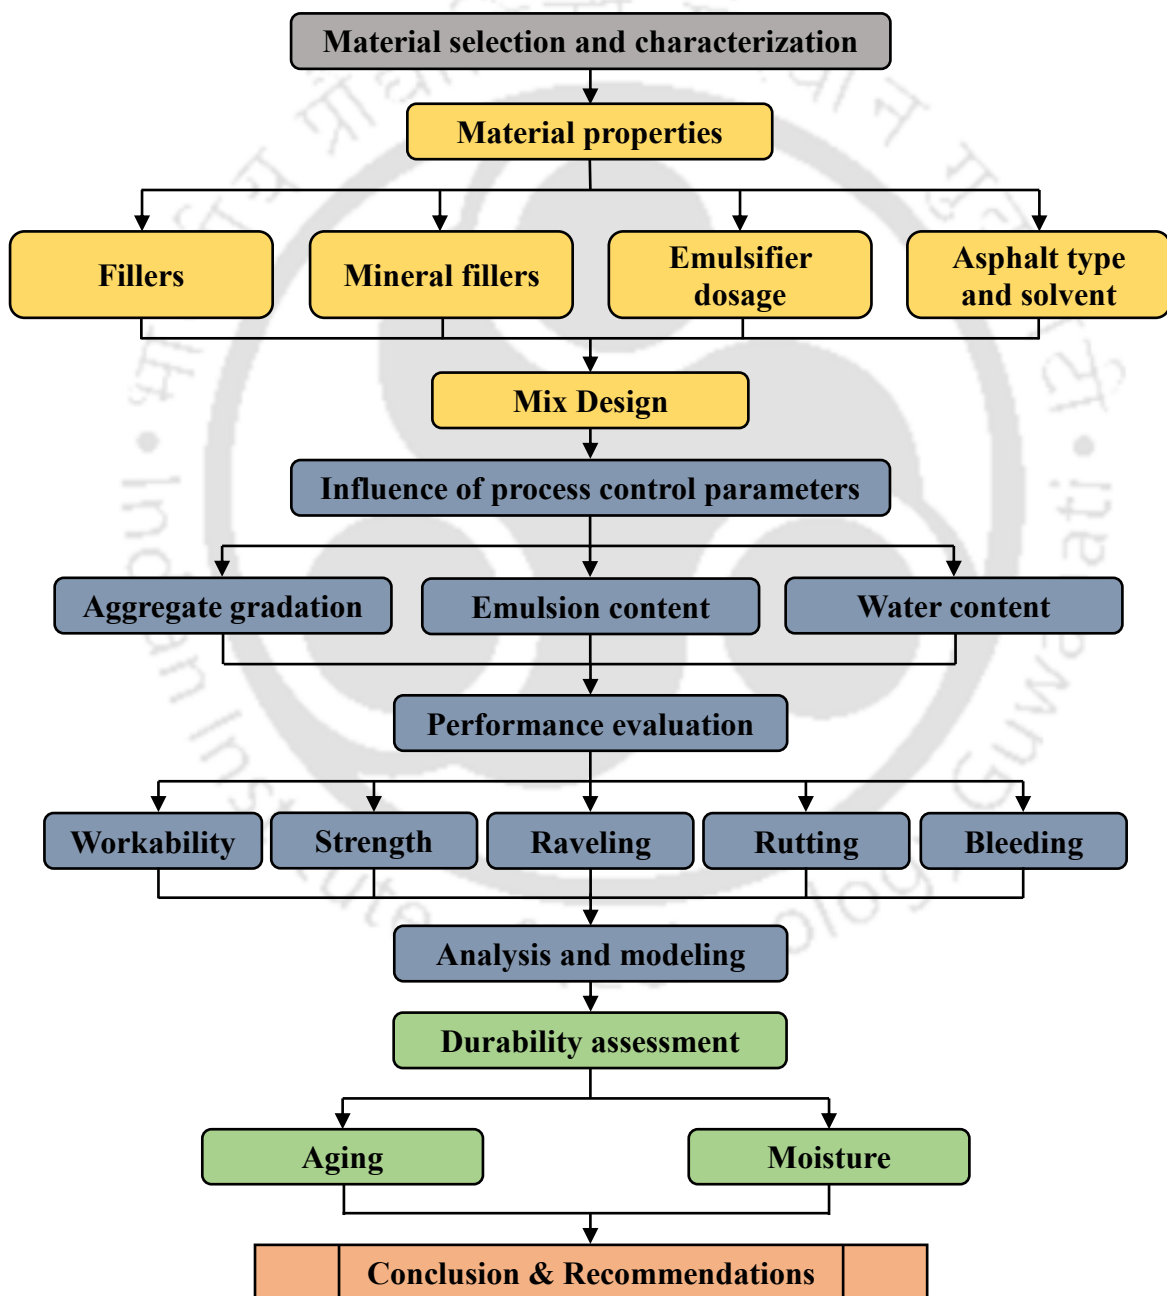 Material selection and characterization
Material properties
Fillers
Mineral fillers
Emulsifier
dosage
Asphalt type
and solvent
Mix Design
Influence of process control parameters
Aggregate gradation
Emulsion content
Water content
Performance evaluation
Workability
Strength
Raveling
Rutting
Bleeding
Analysis and modeling
Durability assessment
Aging
Moisture
Conclusion & Recommendations